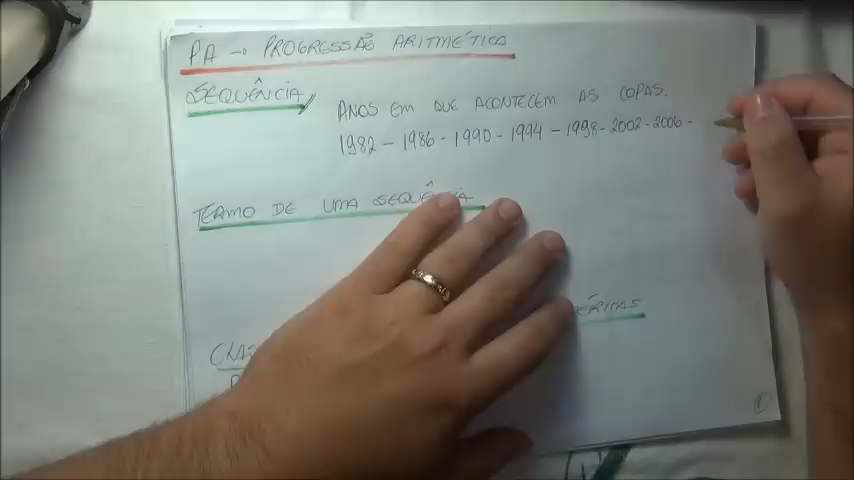 PA → PROGRESSÃO ARITMÉTICA
SEQUÊNCIA
ANOS EM QUE ACONTECEM AS COPAS.
1982 - 1986 - 1990 - 1994 - 1998 - 2002 - 2006 -
TERMO DE UMA SEQUÊNCIA
1